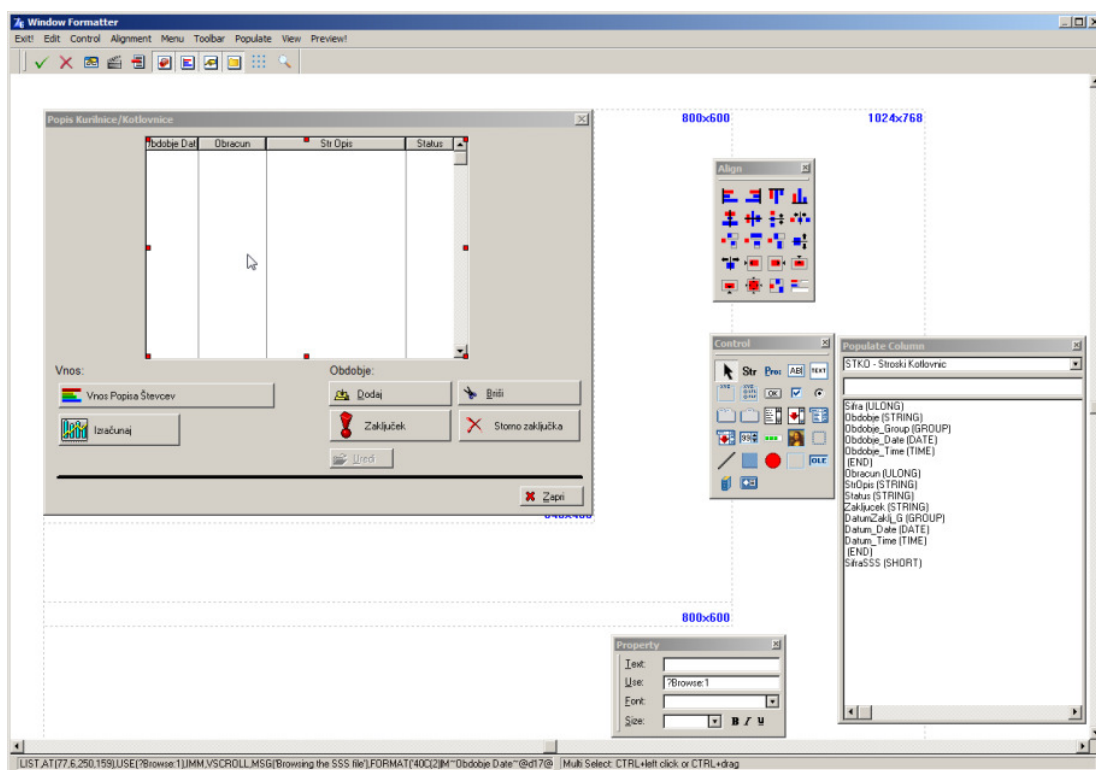 Window Formatter
Exit! Edit Control Alignment Menu Toolbar Populate View Preview!
800x600 1024x768
Popis Kurilnice/Kotlovnice
Obdobje Dat Obracun Str Opis Status
Vnos:
Vnos Popisa Števcev
Izračunaj
Obdobje:
Dodaj Briši
Zaključek Storno zaključka
Uredi
Zapri
640x480
800x600
Align
Control
Str Pro: ABI TEXT
OK
OLE
Populate Column
STKO - Stroski Kotlovnic
Sifra (ULONG)
Obdobje (STRING)
Obdobje_Group (GROUP)
Obdobje_Date (DATE)
Obdobje_Time (TIME)
(END)
Obracun (ULONG)
StrOpis (STRING)
Status (STRING)
Zakljucek (STRING)
DatumZaklj_G (GROUP)
Datum_Date (DATE)
Datum_Time (TIME)
(END)
SifraSSS (SHORT)
Property
Text:
Use: ?Browse:1
Font:
Size: B I U
LIST,AT(77,6,250,159),USE(?Browse:1),IMM,VSCROLL,MSG('Browsing the SSS file'),FORMAT('40C(2)|M~Obdobje Date~@d17@ Multi Select: CTRL+left click or CTRL+drag